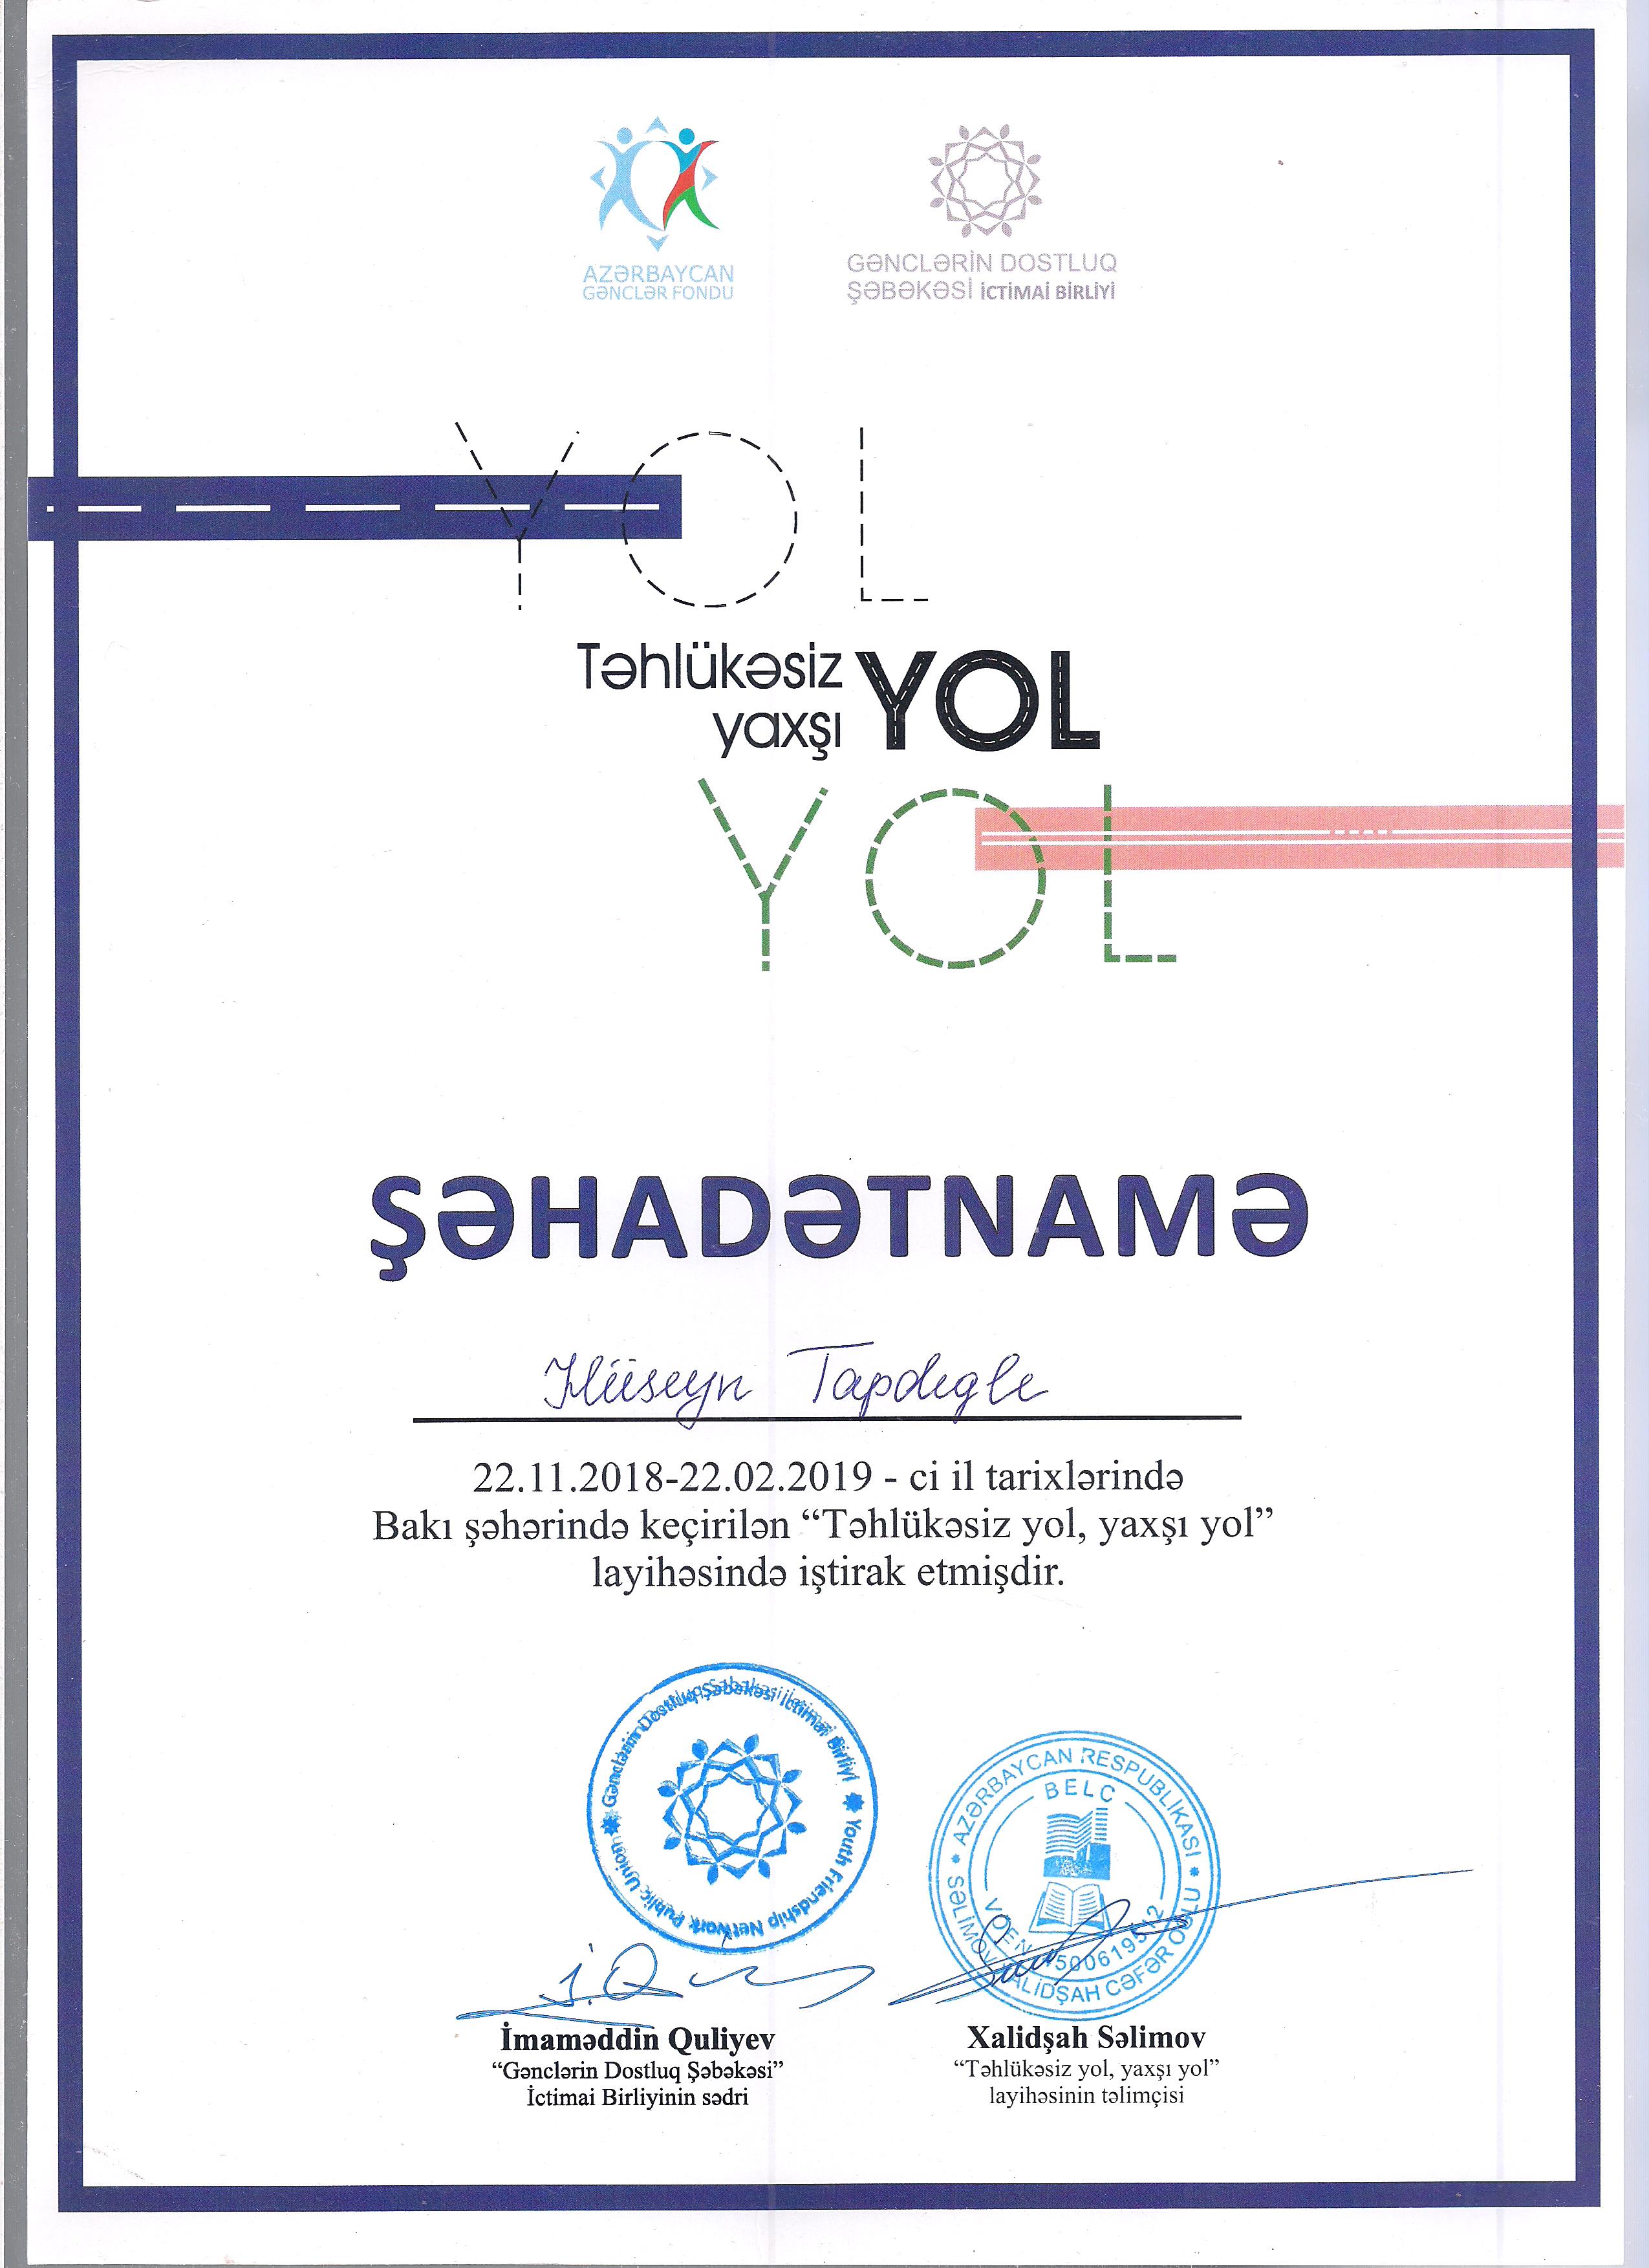 AZƏRBAYCAN
GƏNCLƏR FONDU
GƏNCLƏRİN DOSTLUQ
ŞƏBƏKƏSİ İCTİMAİ BİRLİYİ
YOL
Təhlükəsiz
yaxşı YOL
YOL
ŞƏHADƏTNAMƏ
Hüseyn Tapdıqlı
22.11.2018-22.02.2019 - ci il tarixlərində
Bakı şəhərində keçirilən “Təhlükəsiz yol, yaxşı yol”
layihəsində iştirak etmişdir.
Gənclərin Dostluq Şəbəkəsi İctimai Birliyi
Youth Friendship Network Public Union
AZƏRBAYCAN RESPUBLİKASI
BELC
SƏLİMOV XALİDŞAH CƏFƏR OĞLU
VÖEN
İ.Q
İmaməddin Quliyev
“Gənclərin Dostluq Şəbəkəsi”
İctimai Birliyinin sədri
Xalidşah Səlimov
“Təhlükəsiz yol, yaxşı yol”
layihəsinin təlimçisi